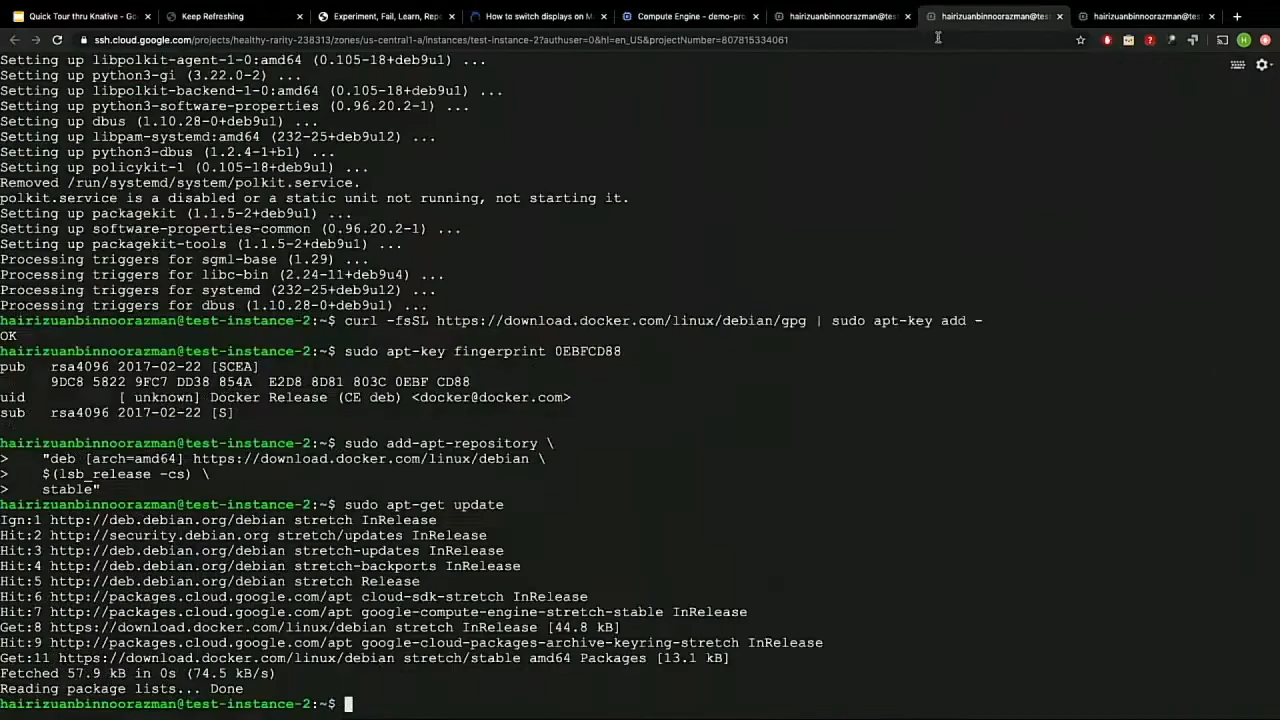 Quick Tour thru Knative - Goo
Keep Refreshing
Experiment, Fail, Learn, Repe
How to switch displays on M
Compute Engine - demo-pro
hairizuanbinnoorazman@test
hairizuanbinnoorazman@tes
hairizuanbinnoorazman@tes
ssh.cloud.google.com/projects/healthy-rarity-238313/zones/us-central1-a/instances/test-instance-2?authuser=0&hl=en_US&projectNumber=807815334061
Setting up libpolkit-agent-1-0:amd64 (0.105-18+deb9u1) ...
Setting up python3-gi (3.22.0-2) ...
Setting up libpolkit-backend-1-0:amd64 (0.105-18+deb9u1) ...
Setting up python3-software-properties (0.96.20.2-1) ...
Setting up dbus (1.10.28-0+deb9u1) ...
Setting up libpam-systemd:amd64 (232-25+deb9u12) ...
Setting up python3-dbus (1.2.4-1+b1) ...
Setting up policykit-1 (0.105-18+deb9u1) ...
Removed /run/systemd/system/polkit.service.
polkit.service is a disabled or a static unit not running, not starting it.
Setting up packagekit (1.1.5-2+deb9u1) ...
Setting up software-properties-common (0.96.20.2-1) ...
Setting up packagekit-tools (1.1.5-2+deb9u1) ...
Processing triggers for sgml-base (1.29) ...
Processing triggers for libc-bin (2.24-11+deb9u4) ...
Processing triggers for systemd (232-25+deb9u12) ...
Processing triggers for dbus (1.10.28-0+deb9u1) ...
hairizuanbinnoorazman@test-instance-2:~$ curl -fsSL https://download.docker.com/linux/debian/gpg | sudo apt-key add -
OK
hairizuanbinnoorazman@test-instance-2:~$ sudo apt-key fingerprint 0EBFCD88
pub   rsa4096 2017-02-22 [SCEA]
      9DC8 5822 9FC7 DD38 854A  E2D8 8D81 803C 0EBF CD88
uid           [ unknown] Docker Release (CE deb) <docker@docker.com>
sub   rsa4096 2017-02-22 [S]
hairizuanbinnoorazman@test-instance-2:~$ sudo add-apt-repository \
>    "deb [arch=amd64] https://download.docker.com/linux/debian \
>    $(lsb_release -cs) \
>    stable"
hairizuanbinnoorazman@test-instance-2:~$ sudo apt-get update
Ign:1 http://deb.debian.org/debian stretch InRelease
Hit:2 http://security.debian.org stretch/updates InRelease
Hit:3 http://deb.debian.org/debian stretch-updates InRelease
Hit:4 http://deb.debian.org/debian stretch-backports InRelease
Hit:5 http://deb.debian.org/debian stretch Release
Hit:6 http://packages.cloud.google.com/apt cloud-sdk-stretch InRelease
Hit:7 http://packages.cloud.google.com/apt google-compute-engine-stretch-stable InRelease
Get:8 https://download.docker.com/linux/debian stretch InRelease [44.8 kB]
Hit:9 http://packages.cloud.google.com/apt google-cloud-packages-archive-keyring-stretch InRelease
Get:11 https://download.docker.com/linux/debian stretch/stable amd64 Packages [13.1 kB]
Fetched 57.9 kB in 0s (74.5 kB/s)
Reading package lists... Done
hairizuanbinnoorazman@test-instance-2:~$